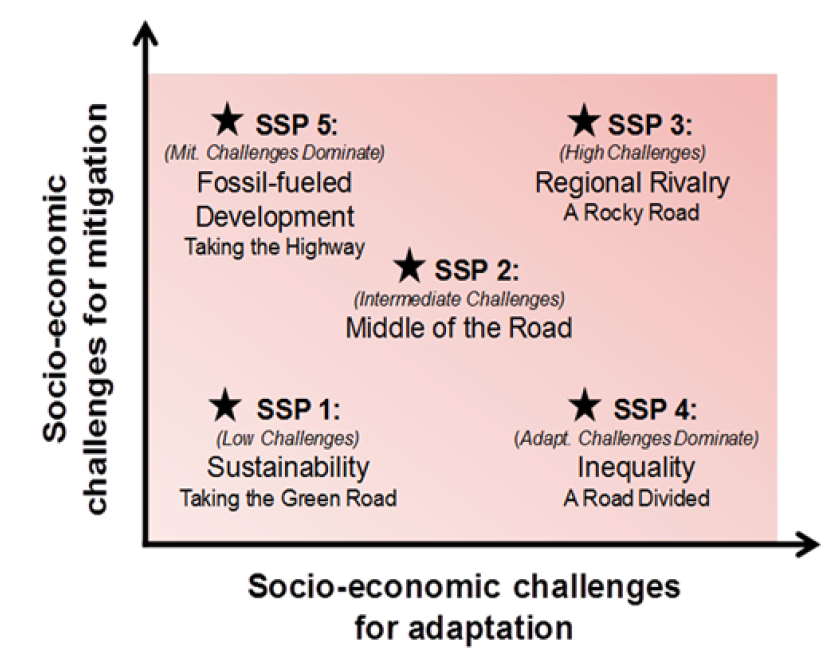 Socio-economic
challenges for mitigation
SSP 5:
(Mit. Challenges Dominate)
Fossil-fueled
Development
Taking the Highway
SSP 3:
(High Challenges)
Regional Rivalry
A Rocky Road
SSP 2:
(Intermediate Challenges)
Middle of the Road
SSP 1:
(Low Challenges)
Sustainability
Taking the Green Road
SSP 4:
(Adapt. Challenges Dominate)
Inequality
A Road Divided
Socio-economic challenges
for adaptation